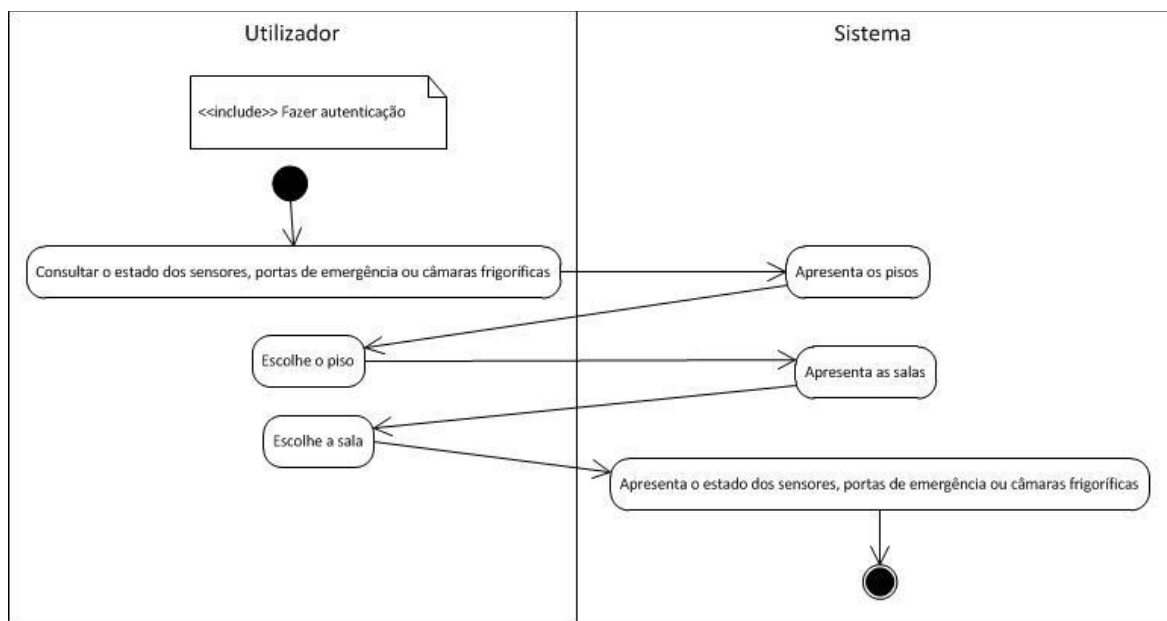 Utilizador
Sistema
<<include>> Fazer autenticação
Consultar o estado dos sensores, portas de emergência ou câmaras frigoríficas
Apresenta os pisos
Escolhe o piso
Apresenta as salas
Escolhe a sala
Apresenta o estado dos sensores, portas de emergência ou câmaras frigoríficas